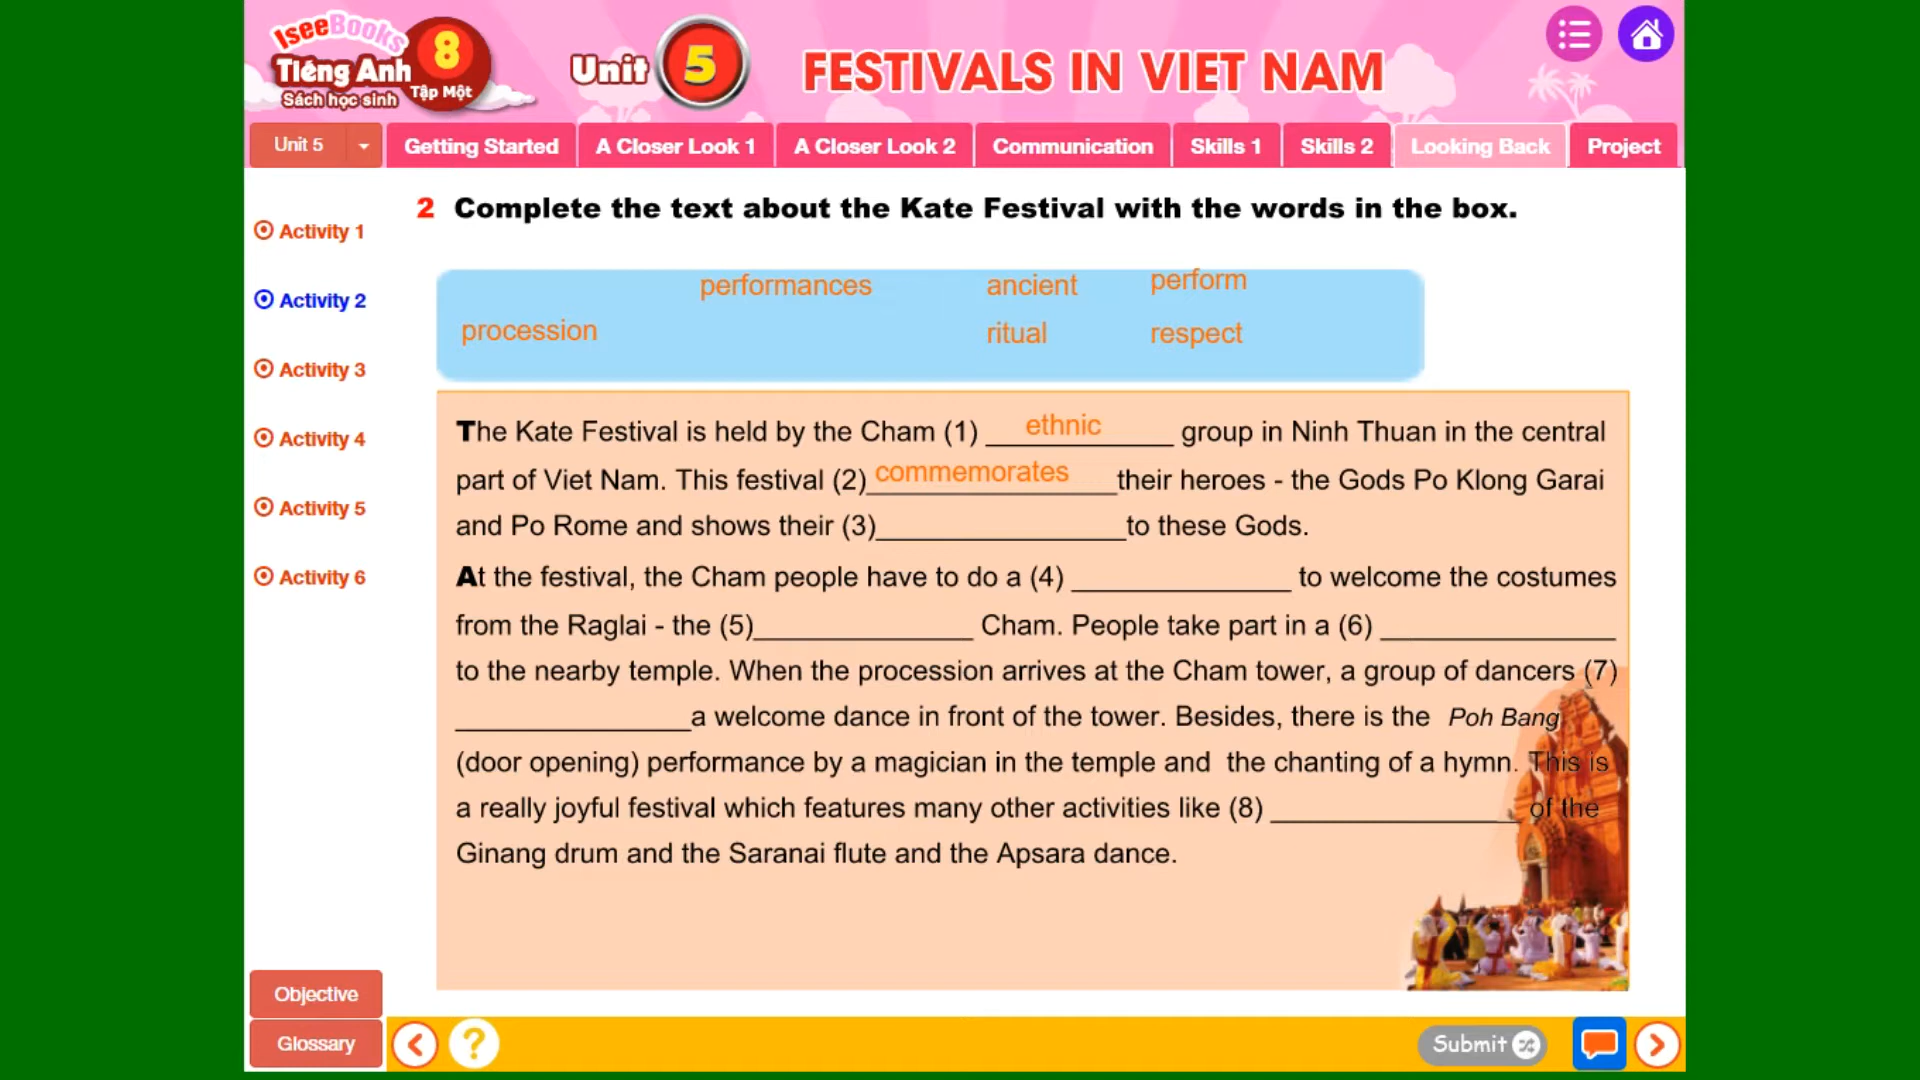 IseeBooks
Tiếng Anh 8
Sách học sinh Tập Một
Unit 5 FESTIVALS IN VIET NAM
Unit 5 Getting Started A Closer Look 1 A Closer Look 2 Communication Skills 1 Skills 2 Looking Back Project
2 Complete the text about the Kate Festival with the words in the box.
Activity 1
Activity 2
Activity 3
Activity 4
Activity 5
Activity 6
performances ancient perform
procession ritual respect
The Kate Festival is held by the Cham (1) ethnic group in Ninh Thuan in the central
part of Viet Nam. This festival (2) commemorates their heroes - the Gods Po Klong Garai
and Po Rome and shows their (3)________________to these Gods.
At the festival, the Cham people have to do a (4) ______________ to welcome the costumes
from the Raglai - the (5)______________ Cham. People take part in a (6) _______________
to the nearby temple. When the procession arrives at the Cham tower, a group of dancers (7)
_______________a welcome dance in front of the tower. Besides, there is the Poh Bang
(door opening) performance by a magician in the temple and the chanting of a hymn. This is
a really joyful festival which features many other activities like (8) ________________ of the
Ginang drum and the Saranai flute and the Apsara dance.
Objective
Glossary
? Submit